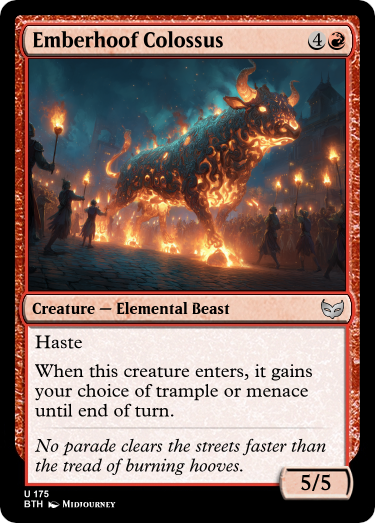 Emberhoof Colossus 4
Creature — Elemental Beast
Haste
When this creature enters, it gains
your choice of trample or menace
until end of turn.
No parade clears the streets faster than
the tread of burning hooves.
5/5
U 175
BTH Midjourney